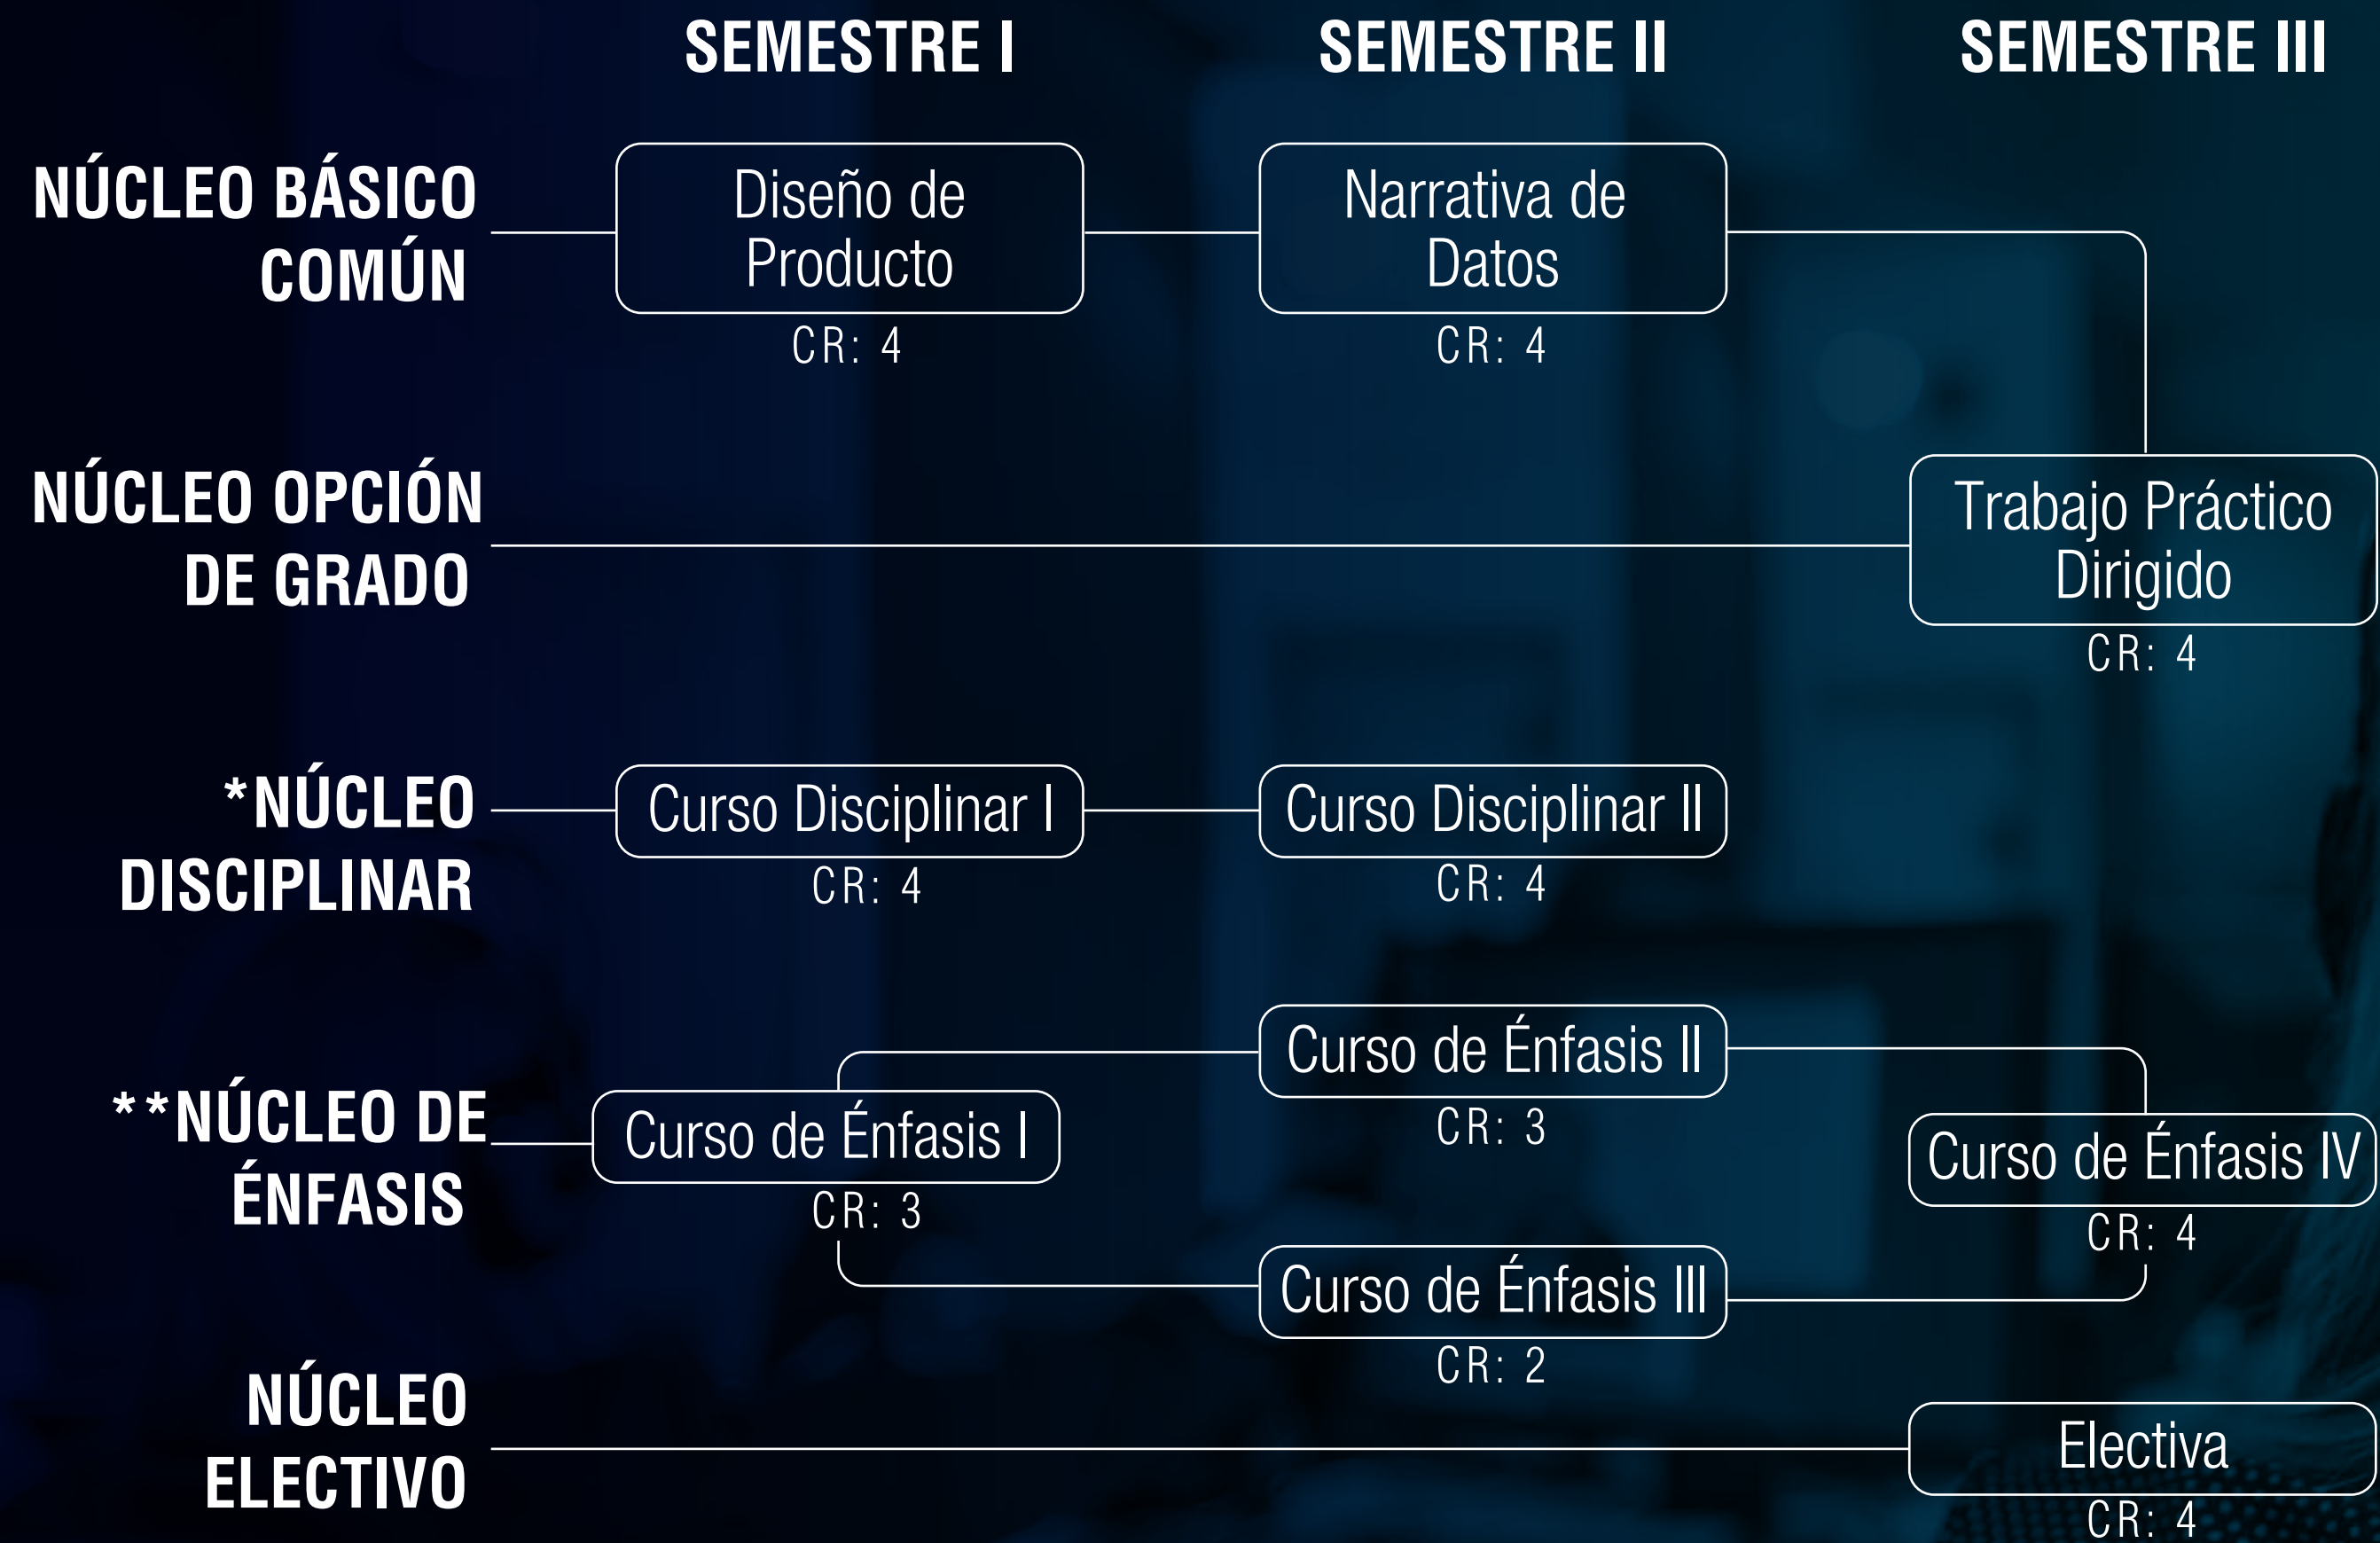 SEMESTRE I
SEMESTRE II
SEMESTRE III
NÚCLEO BÁSICO
COMÚN
Diseño de
Producto
CR: 4
Narrativa de
Datos
CR: 4
NÚCLEO OPCIÓN
DE GRADO
Trabajo Práctico
Dirigido
CR: 4
*NÚCLEO
DISCIPLINAR
Curso Disciplinar I
CR: 4
Curso Disciplinar II
CR: 4
**NÚCLEO DE
ÉNFASIS
Curso de Énfasis I
CR: 3
Curso de Énfasis II
CR: 3
Curso de Énfasis III
CR: 2
Curso de Énfasis IV
CR: 4
NÚCLEO
ELECTIVO
Electiva
CR: 4